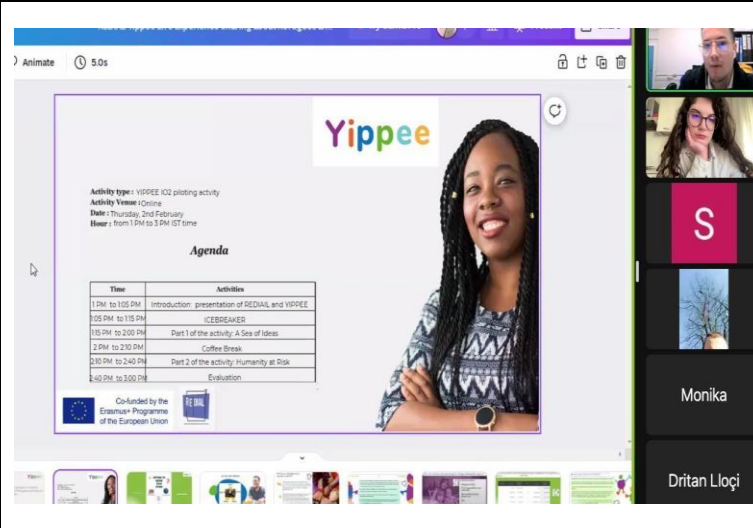 Animate
5.0s
Yippee
Activity type : YIPPEE IO2 piloting actvity
Activity Venue :Online
Date : Thursday, 2nd February
Hour : from 1 PM to 3 PM IST time
Agenda
Time Activities
1 PM to 1:05 PM Introduction: presentation of REDIAIL and YIPPEE
1:05 PM to 1:15 PM ICEBREAKER
1:15 PM to 2:00 PM Part 1 of the activity: A Sea of Ideas
2 PM to 2:10 PM Coffee Break
2:10 PM to 2:40 PM Part 2 of the activity: Humanity at Risk
2:40 PM to 3:00 PM Evaluation
Co-funded by the
Erasmus+ Programme
of the European Union
S
Monika
Dritan Lloçi